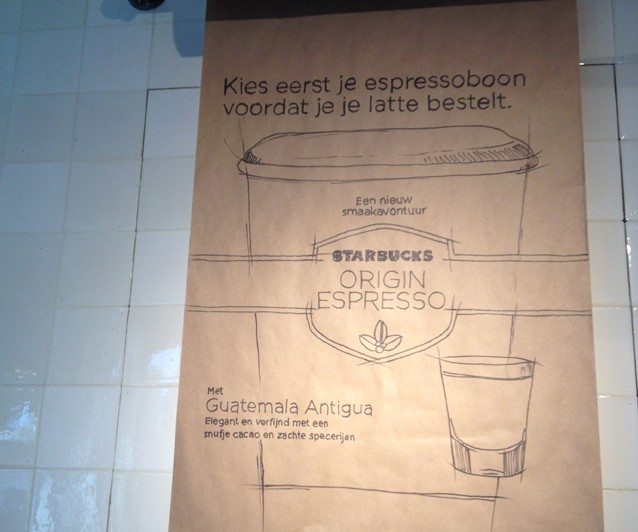 Kies eerst je espressoboon
voordat je je latte bestelt.
Een nieuw
smaakavontuur
STARBUCKS
ORIGIN
ESPRESSO
Met
Guatemala Antigua
Elegant en verfijnd met een
snufje cacao en zachte specerijen